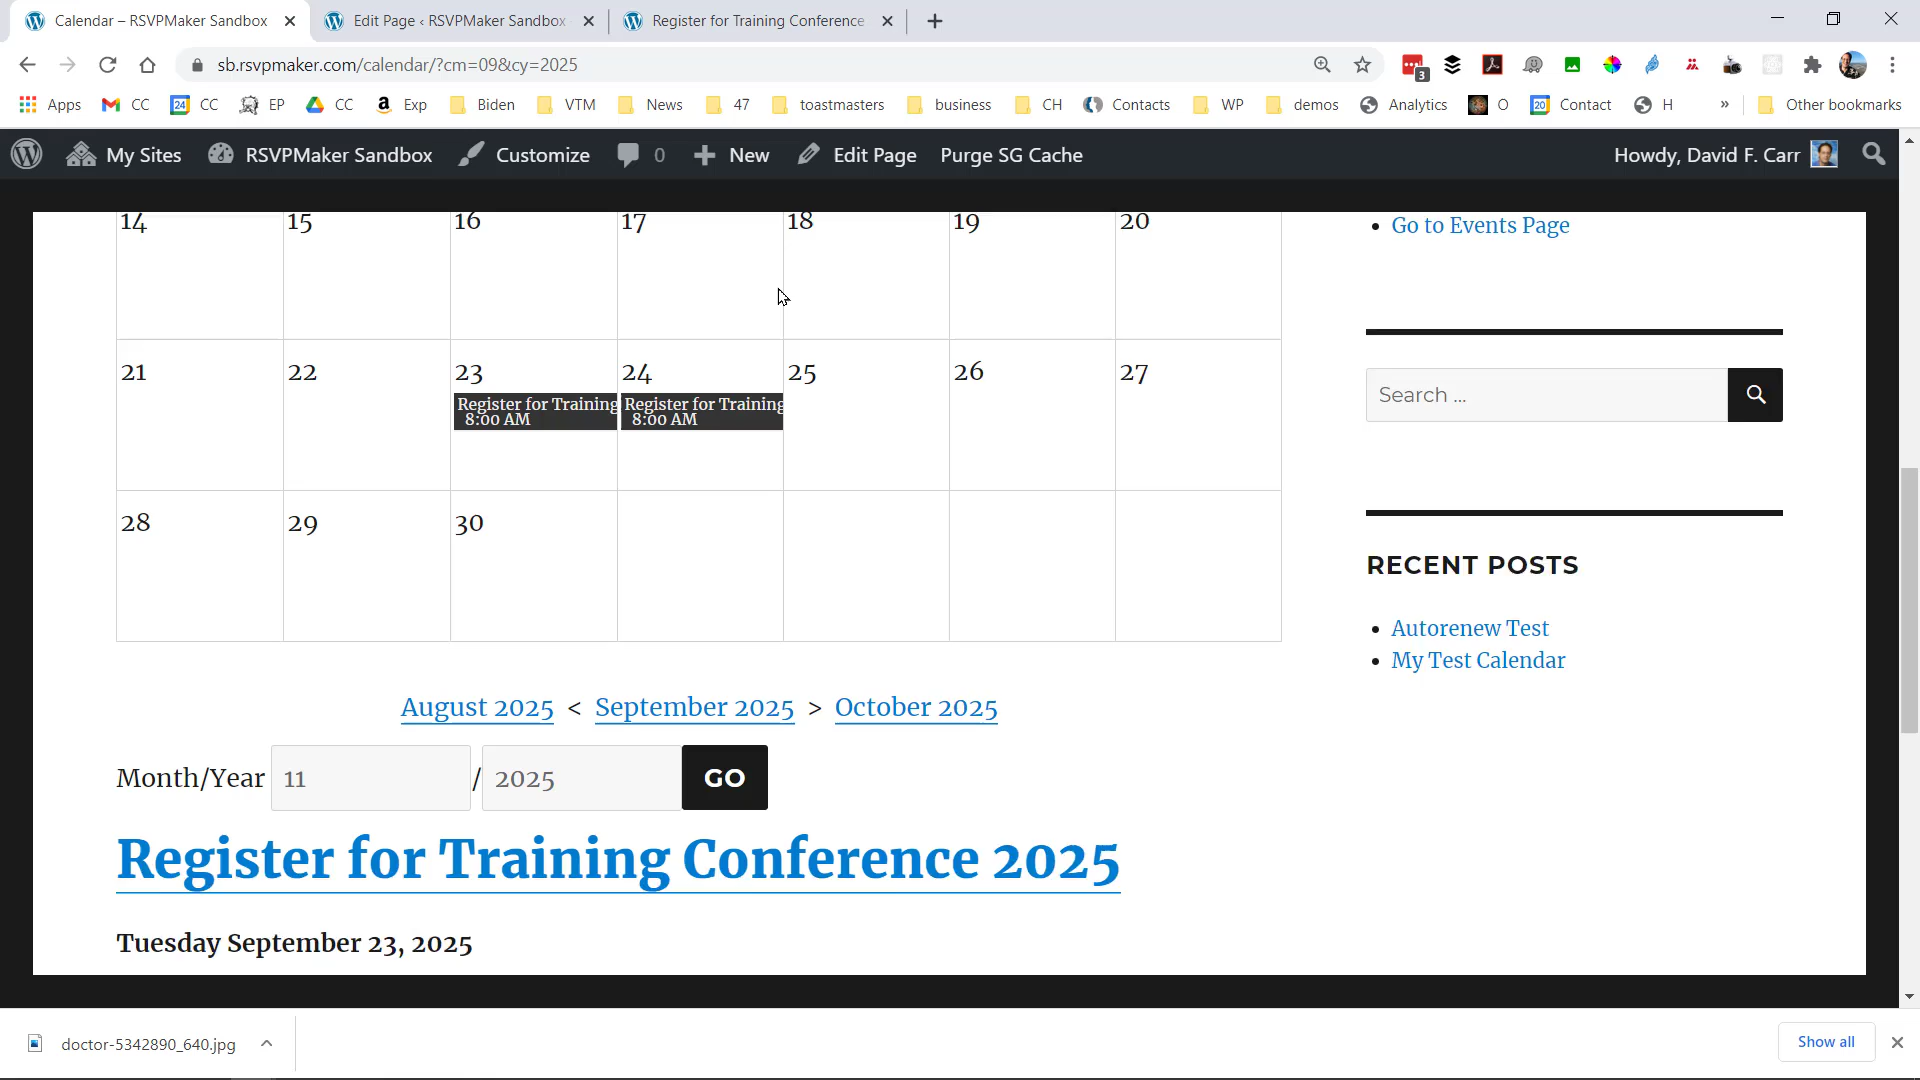 Calendar – RSVPMaker Sandbox
Edit Page ‹ RSVPMaker Sandbox
Register for Training Conference
sb.rsvpmaker.com/calendar/?cm=09&cy=2025
3
Apps
CC
24 CC
EP
CC
a Exp
Biden
VTM
News
47
toastmasters
business
CH
Contacts
WP
demos
Analytics
O
20 Contact
H
»
Other bookmarks
My Sites
RSVPMaker Sandbox
Customize
0
New
Edit Page
Purge SG Cache
Howdy, David F. Carr
14 15 16 17 18 19 20
Go to Events Page
21 22 23 24 25 26 27
Register for Training
8:00 AM
Register for Training
8:00 AM
Search ...
28 29 30
RECENT POSTS
Autorenew Test
My Test Calendar
August 2025 < September 2025 > October 2025
Month/Year 11 / 2025 GO
Register for Training Conference 2025
Tuesday September 23, 2025
doctor-5342890_640.jpg
Show all